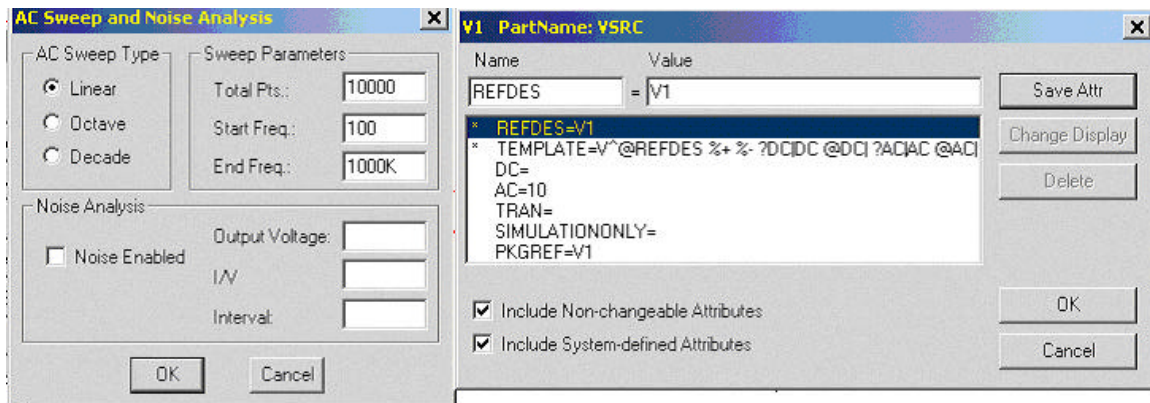 AC Sweep and Noise Analysis
AC Sweep Type
Linear
Octave
Decade
Sweep Parameters
Total Pts.: 10000
Start Freq.: 100
End Freq.: 1000K
Noise Analysis
Noise Enabled
Output Voltage:
I/V
Interval:
OK Cancel
V1 PartName: VSRC
Name Value
REFDES = V1
* REFDES=V1
* TEMPLATE=V^@REFDES %+ %- ?DC|DC @DC| ?AC|AC @AC|
DC=
AC=10
TRAN=
SIMULATIONONLY=
PKGREF=V1
Include Non-changeable Attributes
Include System-defined Attributes
Save Attr
Change Display
Delete
OK
Cancel